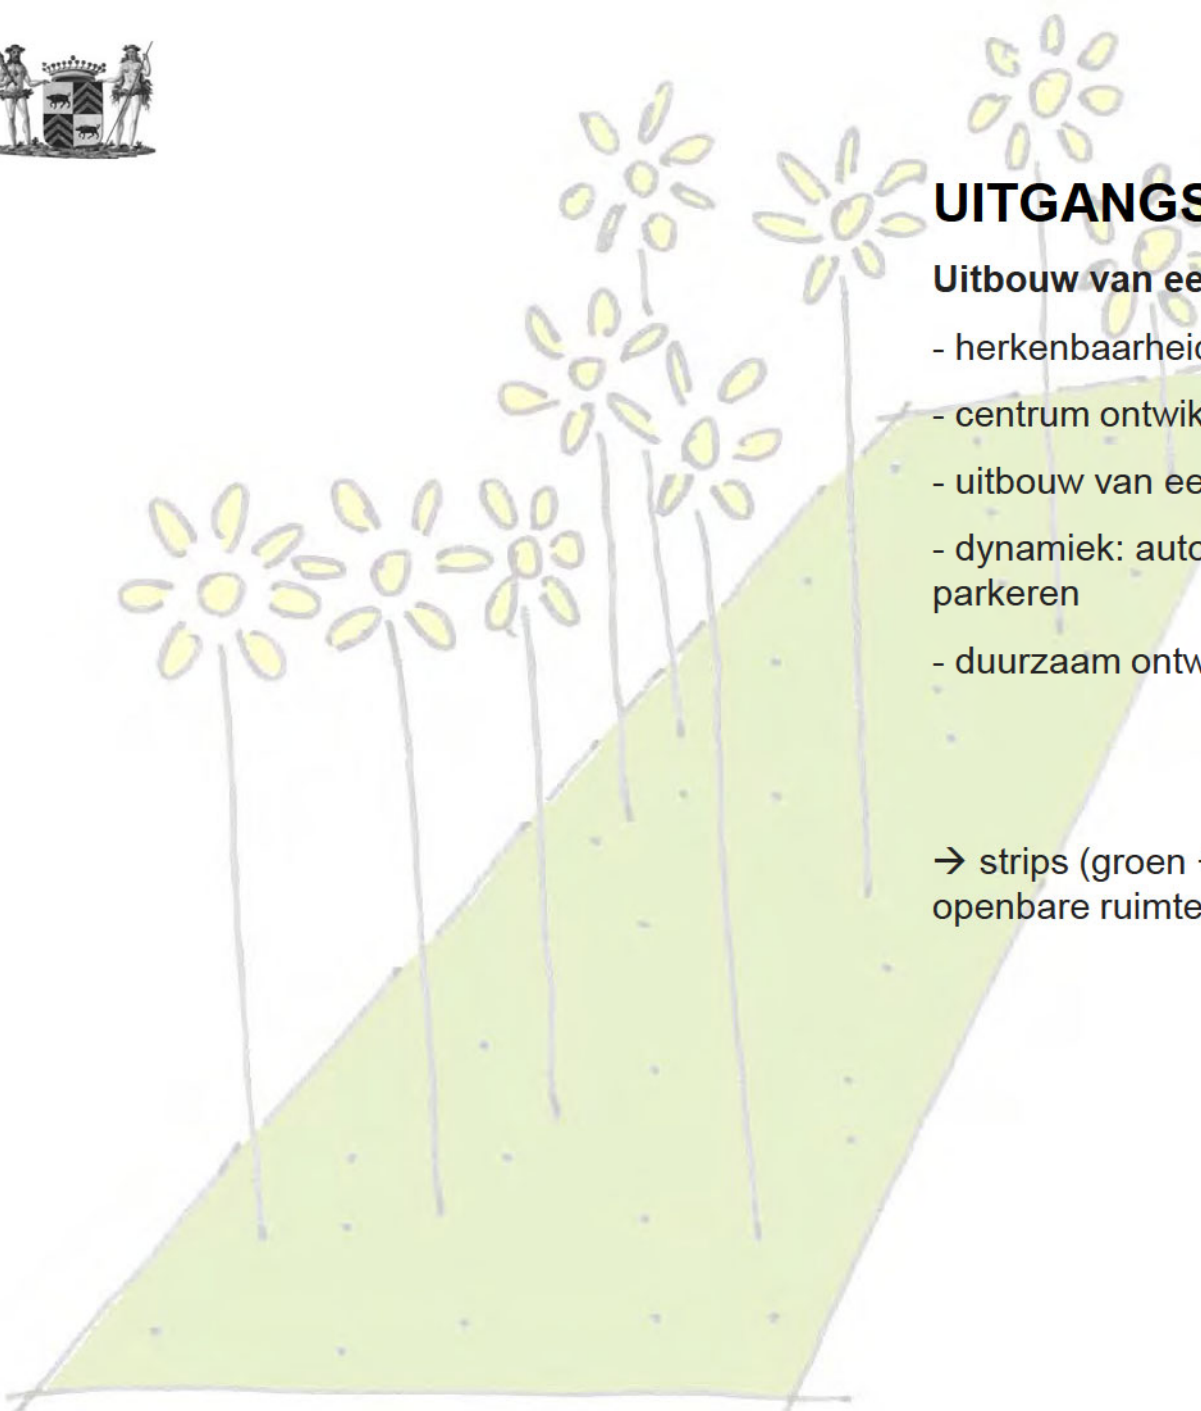 UITGANGS
Uitbouw van ee
- herkenbaarheid
- centrum ontwik
- uitbouw van ee
- dynamiek: auto
parkeren
- duurzaam ontw
→ strips (groen
openbare ruimte